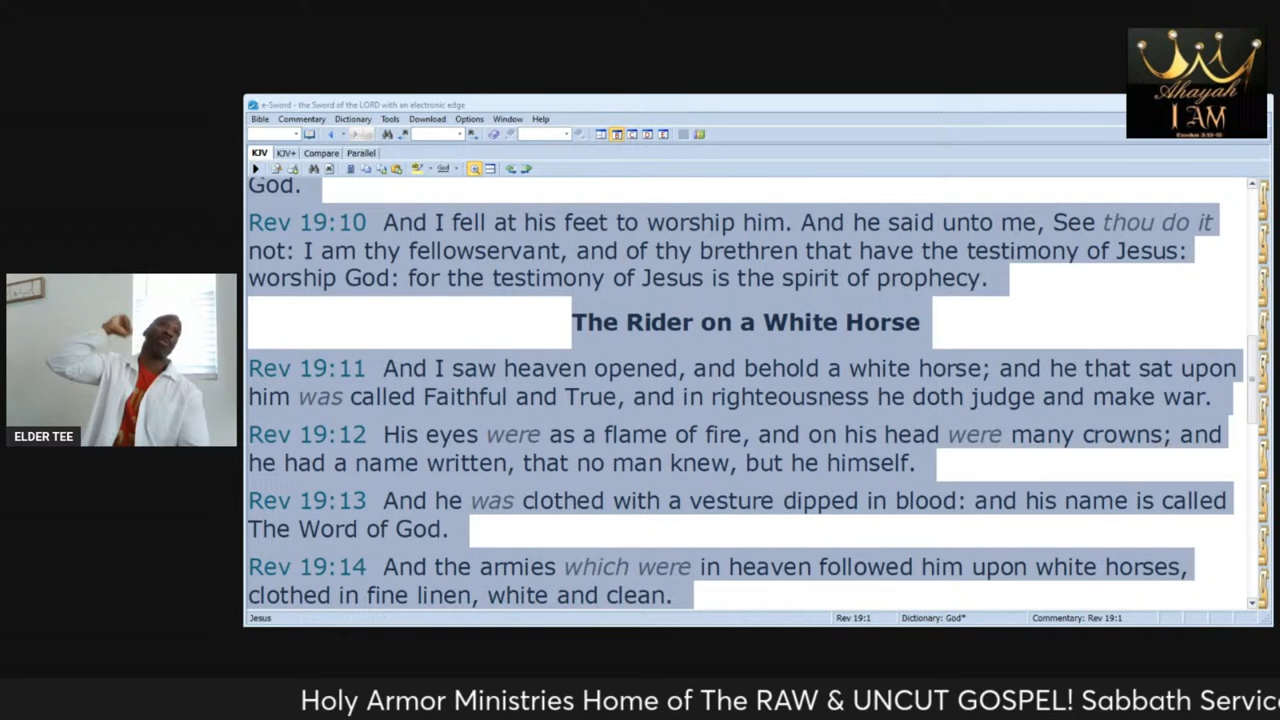 Ahayah
I AM
Exodus 3:13-15
e-Sword - the Sword of the LORD with an electronic edge
Bible Commentary Dictionary Tools Download Options Window Help
KJV KJV+ Compare Parallel
God
God.
Rev 19:10 And I fell at his feet to worship him. And he said unto me, See thou do it
not: I am thy fellowservant, and of thy brethren that have the testimony of Jesus:
worship God: for the testimony of Jesus is the spirit of prophecy.
The Rider on a White Horse
Rev 19:11 And I saw heaven opened, and behold a white horse; and he that sat upon
him was called Faithful and True, and in righteousness he doth judge and make war.
Rev 19:12 His eyes were as a flame of fire, and on his head were many crowns; and
he had a name written, that no man knew, but he himself.
Rev 19:13 And he was clothed with a vesture dipped in blood: and his name is called
The Word of God.
Rev 19:14 And the armies which were in heaven followed him upon white horses,
clothed in fine linen, white and clean.
Jesus Rev 19:1 Dictionary: God* Commentary: Rev 19:1
ELDER TEE
Holy Armor Ministries Home of The RAW & UNCUT GOSPEL! Sabbath Servic